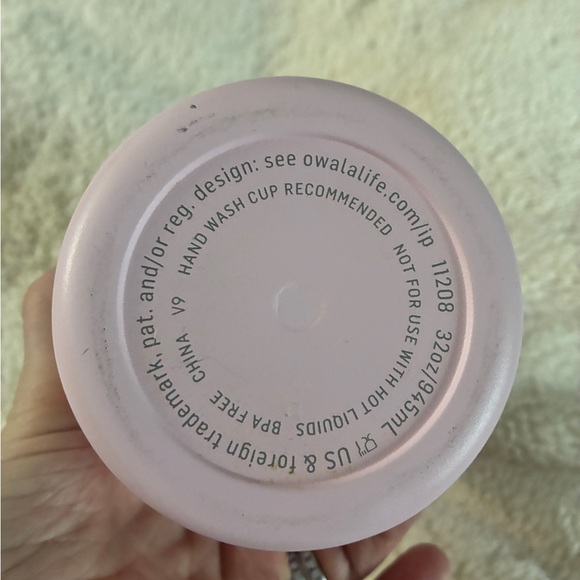 US & foreign trademark, pat. and/or reg. design: see owalalife.com/ip 11208 32oz/945mL
HAND WASH CUP RECOMMENDED NOT FOR USE WITH HOT LIQUIDS BPA FREE CHINA V9